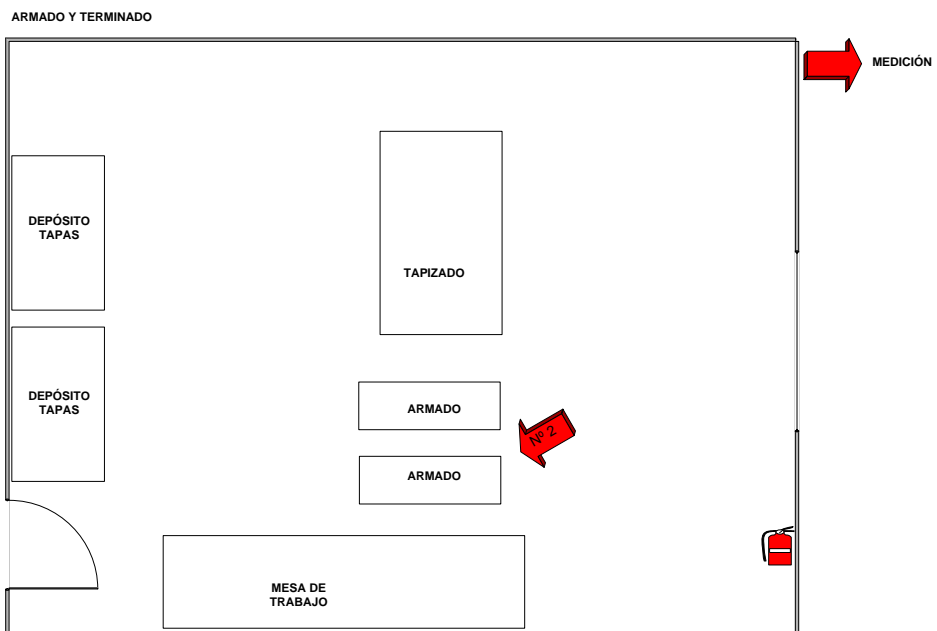 ARMADO Y TERMINADO
MEDICIÓN
DEPÓSITO
TAPAS
TAPIZADO
DEPÓSITO
TAPAS
ARMADO
Nº 2
ARMADO
MESA DE
TRABAJO